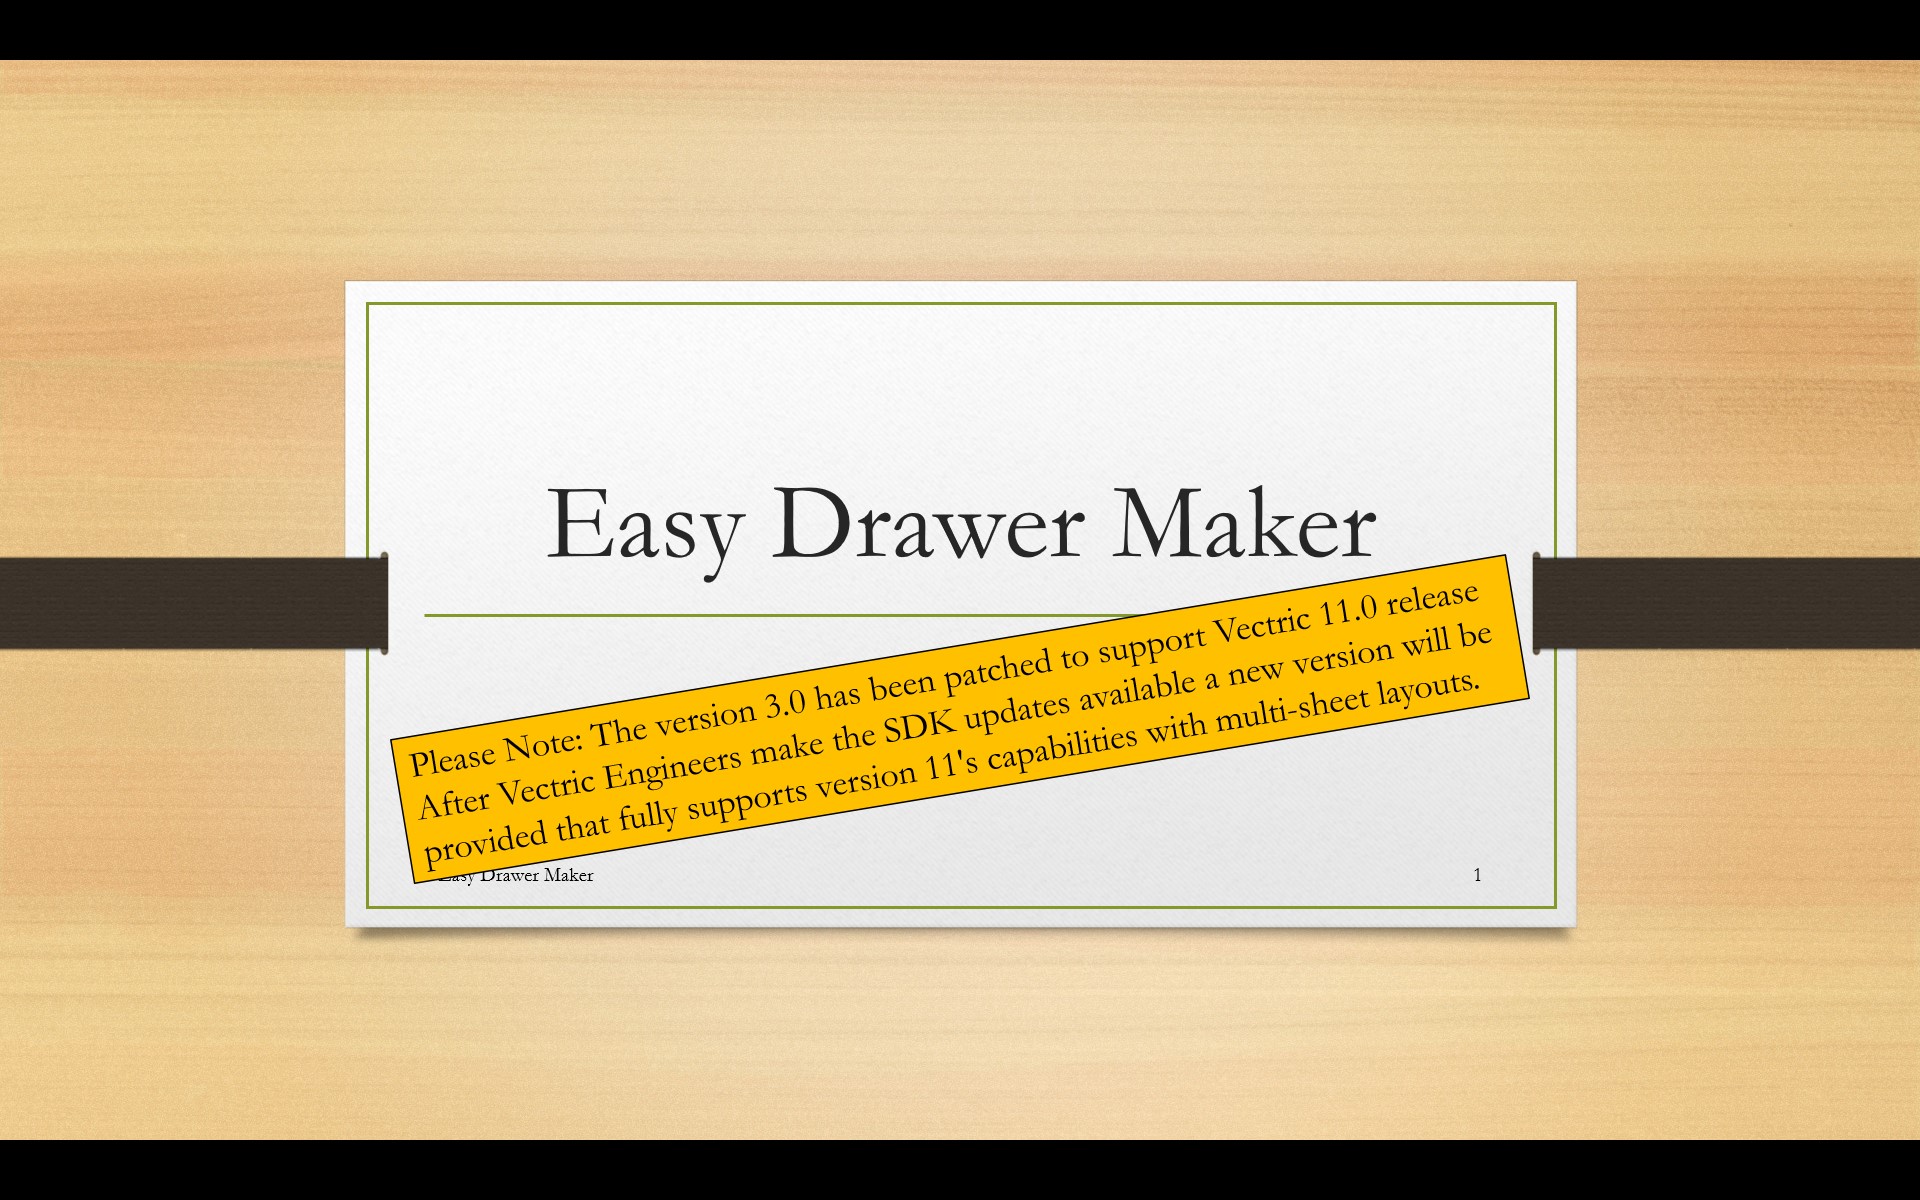 Easy Drawer Maker
Please Note: The version 3.0 has been patched to support Vectric 11.0 release
After Vectric Engineers make the SDK updates available a new version will be
provided that fully supports version 11's capabilities with multi-sheet layouts.
Easy Drawer Maker
1